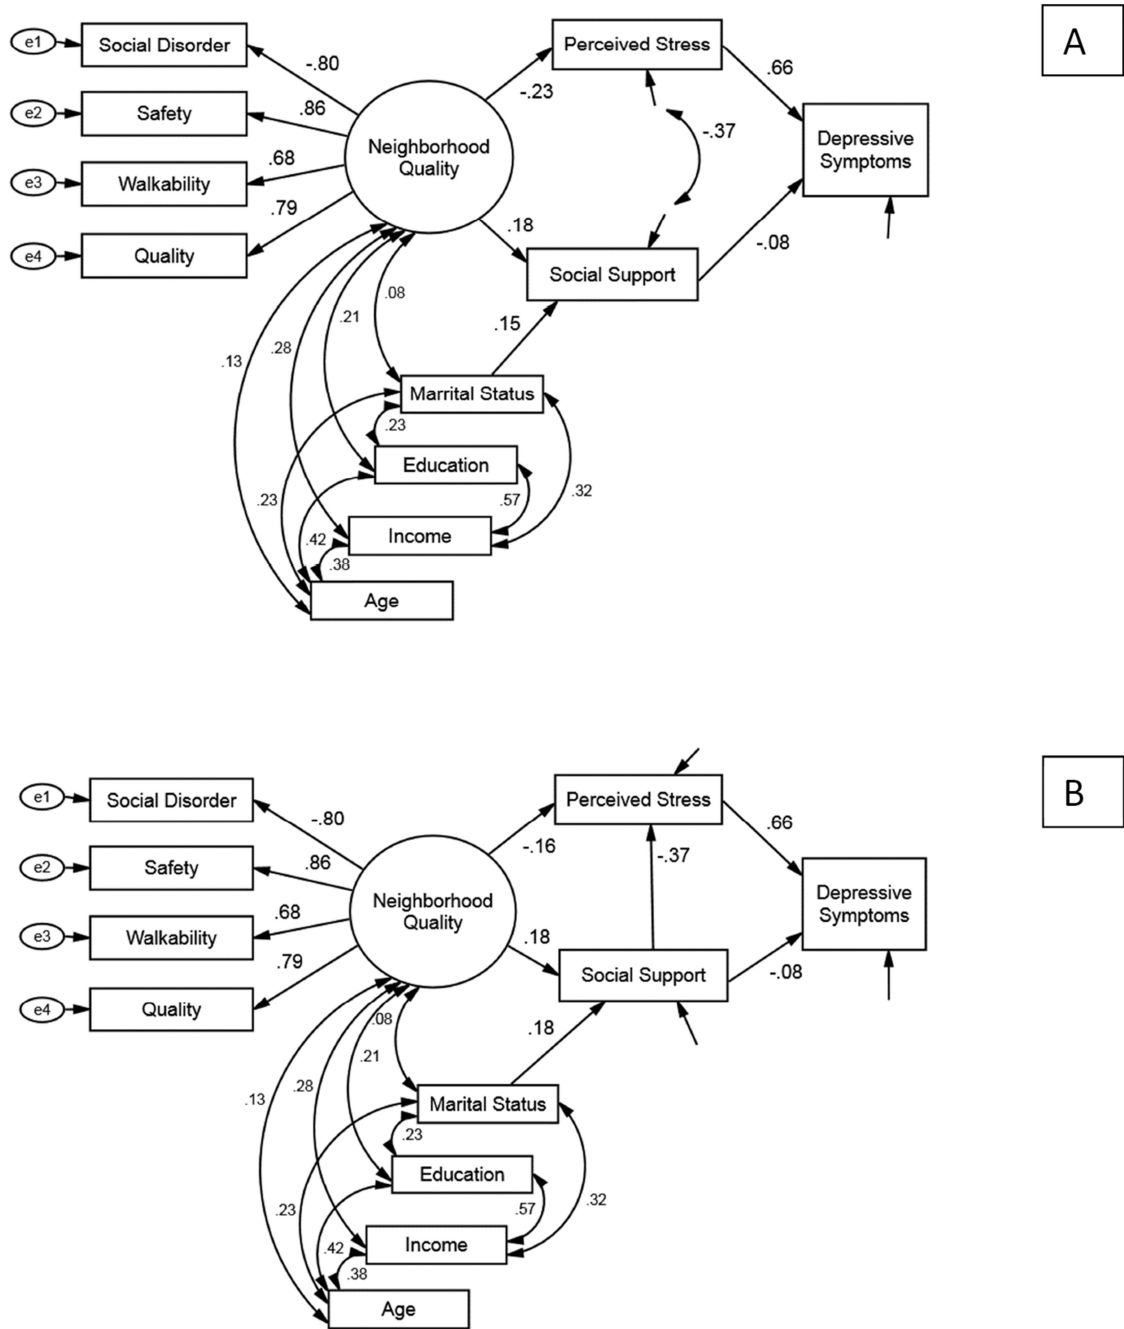 A
e1
Social Disorder
e2
Safety
e3
Walkability
e4
Quality
-.80
.86
.68
.79
Neighborhood
Quality
-.23
.18
Perceived Stress
-.37
Social Support
.66
-.08
Depressive
Symptoms
.15
.08
.21
.28
.13
Marrital Status
.23
Education
.57
.32
.23
Income
.42
.38
Age
B
e1
Social Disorder
e2
Safety
e3
Walkability
e4
Quality
-.80
.86
.68
.79
Neighborhood
Quality
-.16
.18
Perceived Stress
-.37
Social Support
.66
-.08
Depressive
Symptoms
.18
.08
.21
.28
.13
Marital Status
.23
Education
.57
.32
.23
Income
.42
.38
Age